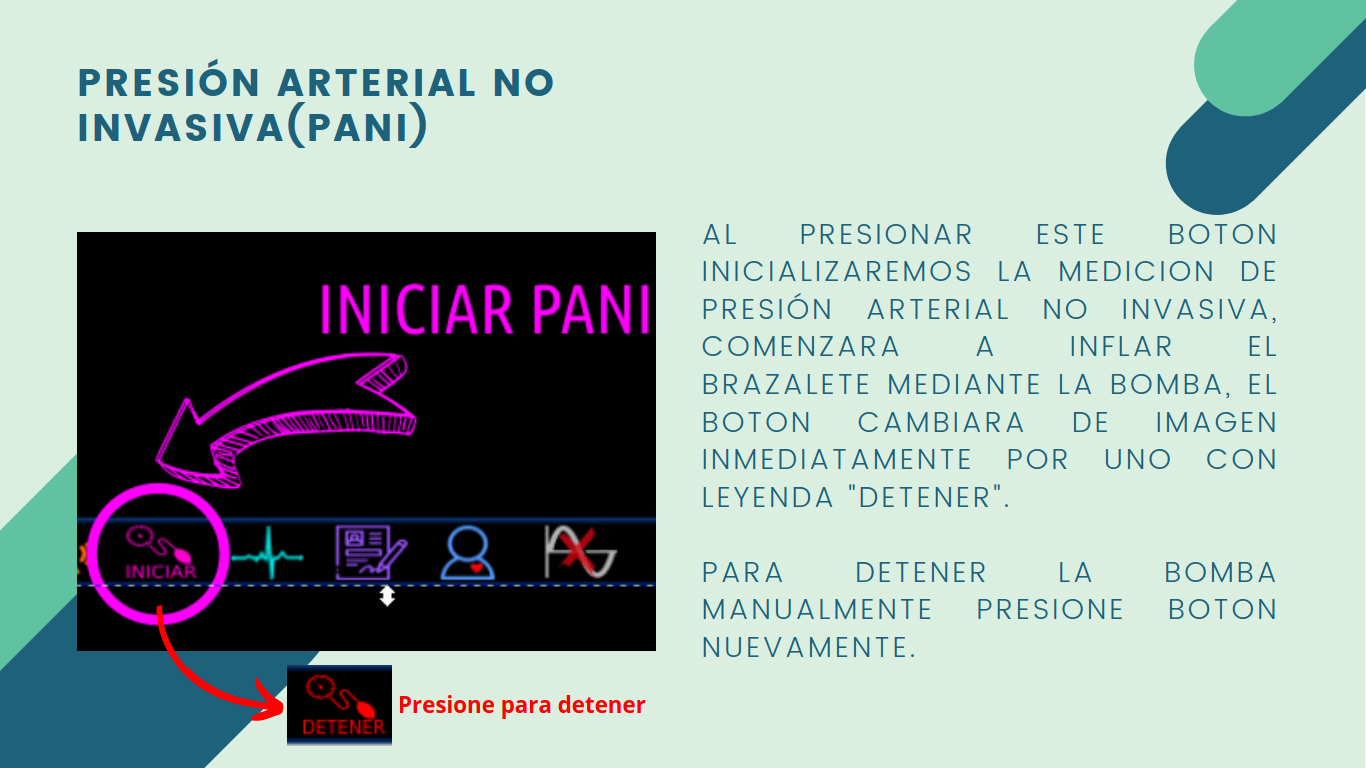 PRESIÓN ARTERIAL NO
INVASIVA(PANI)
INICIAR PANI
INICIAR
DETENER
Presione para detener
AL PRESIONAR ESTE BOTON
INICIALIZAREMOS LA MEDICION DE
PRESIÓN ARTERIAL NO INVASIVA,
COMENZARA A INFLAR EL
BRAZALETE MEDIANTE LA BOMBA, EL
BOTON CAMBIARA DE IMAGEN
INMEDIATAMENTE POR UNO CON
LEYENDA "DETENER".
PARA DETENER LA BOMBA
MANUALMENTE PRESIONE BOTON
NUEVAMENTE.